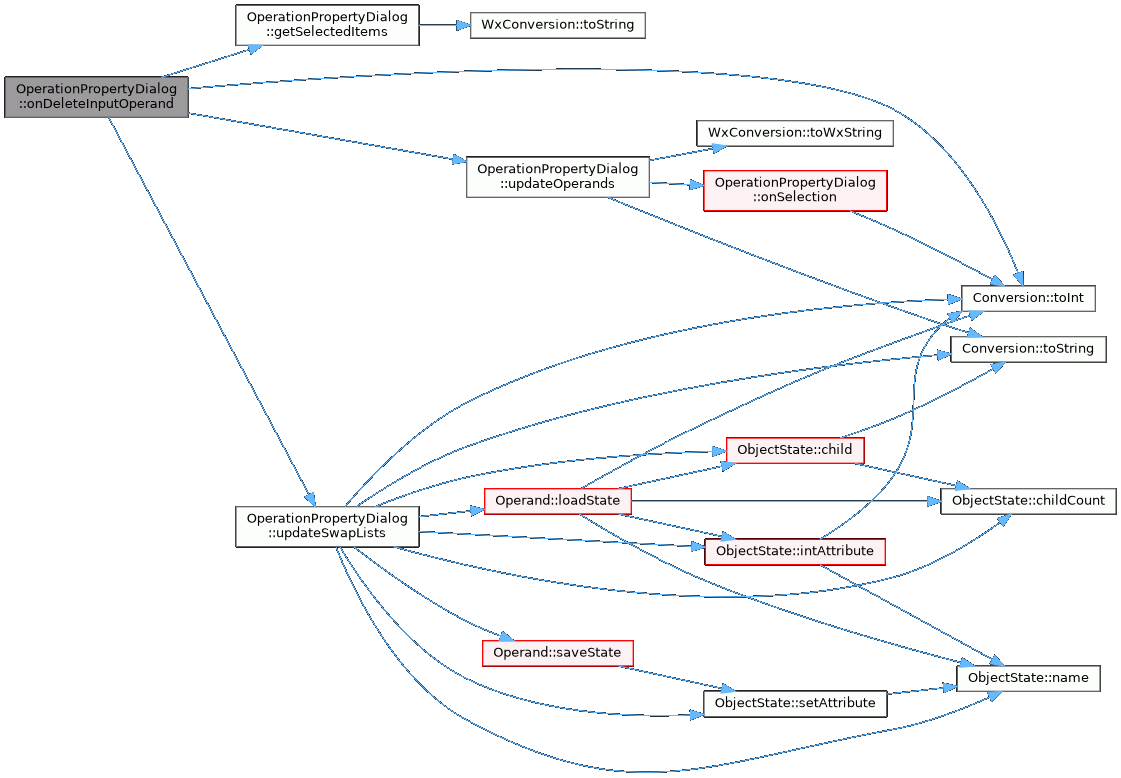 OperationPropertyDialog
::getSelectedItems
WxConversion::toString
OperationPropertyDialog
::onDeleteInputOperand
WxConversion::toWxString
OperationPropertyDialog
::updateOperands
OperationPropertyDialog
::onSelection
Conversion::toInt
Conversion::toString
ObjectState::child
Operand::loadState
ObjectState::childCount
OperationPropertyDialog
::updateSwapLists
ObjectState::intAttribute
Operand::saveState
ObjectState::name
ObjectState::setAttribute